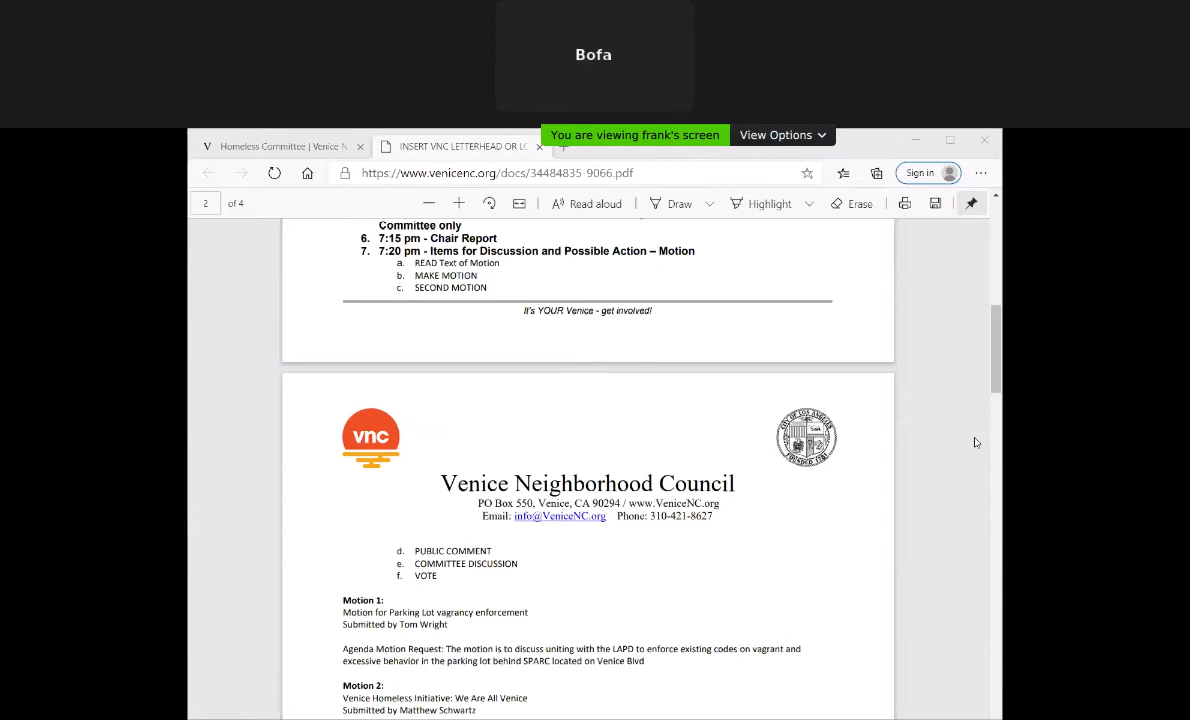 Bofa
You are viewing frank's screen View Options
Homeless Committee | Venice N
INSERT VNC LETTERHEAD OR LO
https://www.venicenc.org/docs/34484835-9066.pdf
Sign in
2 of 4
Read aloud
Draw
Highlight
Erase
Committee only
6. 7:15 pm - Chair Report
7. 7:20 pm - Items for Discussion and Possible Action – Motion
a. READ Text of Motion
b. MAKE MOTION
c. SECOND MOTION
It's YOUR Venice - get involved!
vnc
CITY OF LOS ANGELES
FOUNDED 1781
Venice Neighborhood Council
PO Box 550, Venice, CA 90294 / www.VeniceNC.org
Email: info@VeniceNC.org Phone: 310-421-8627
d. PUBLIC COMMENT
e. COMMITTEE DISCUSSION
f. VOTE
Motion 1:
Motion for Parking Lot vagrancy enforcement
Submitted by Tom Wright
Agenda Motion Request: The motion is to discuss uniting with the LAPD to enforce existing codes on vagrant and
excessive behavior in the parking lot behind SPARC located on Venice Blvd
Motion 2:
Venice Homeless Initiative: We Are All Venice
Submitted by Matthew Schwartz